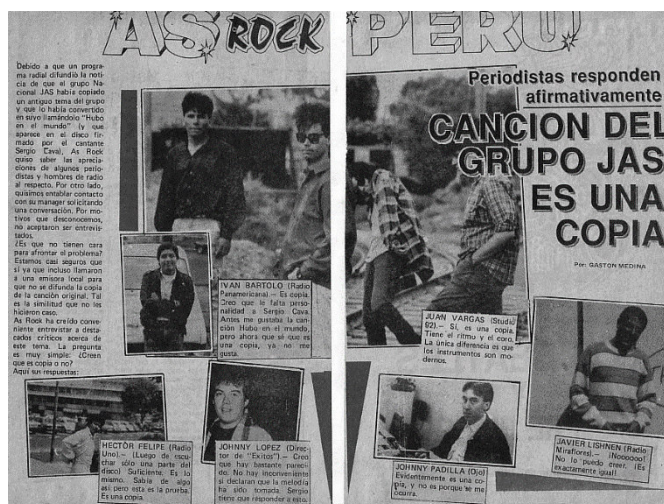 AS ROCK PERU
Debido a que un progra-
ma radial difundió la noti-
cia de que el grupo Na-
cional JAS había copiado
un antiguo tema del grupo
y que lo había convertido
en suyo llamándolo "Hubo
en el mundo" (y que
aparece en el disco fir-
mado por el cantante
Sergio Cava), As Rock
quiso saber las aprecia-
ciones de algunos perio-
distas y hombres de radio
al respecto. Por otro lado,
quisimos entablar contacto
con su manager solicitando
una conversación. Por mo-
tivos que desconocemos,
no aceptaron ser entrevis-
tados.
¿Es que no tienen cara
para afrontar el problema?
Estamos casi seguros que
sí ya que incluso llamaron
a una emisora local para
que no se difunda la copia
de la canción original. Tal
es la similitud que no les
hicieron caso.
As Rock ha creído conve-
niente entrevistar a desta-
cados críticos acerca de
este tema. La pregunta
es muy simple: ¿Creen
que es copia o no?
Aquí sus respuestas:
IVAN BARTOLO (Radio
Panamericana).— Es copia.
Creo que le falta perso-
nalidad a Sergio Cava.
Antes me gustaba la can-
ción Hubo en el mundo,
pero ahora que sé que es
una copia, ya no me
gusta.
HECTOR FELIPE (Radio
Uno).— (Luego de escu-
char sólo una parte del
disco) Suficiente. Es lo
mismo. Sabía de algo
así pero esta es la prueba.
Es una copia.
JOHNNY LOPEZ (Direc-
tor de "Exitos").— Creo
que hay bastante pareci-
do. No hay inconveniente
si declaran que la melodía
ha sido tomada. Sergio
tiene que responder a esto.
Periodistas responden
afirmativamente
CANCION DEL
GRUPO JAS
ES UNA
COPIA
Por: GASTON MEDINA
JUAN VARGAS (Studio
92).— Sí, es una copia.
Tiene el ritmo y el coro.
La única diferencia es que
los instrumentos son mo-
dernos.
JOHNNY PADILLA (Ojo)
Evidentemente es una co-
pia, y no es porque se me
ocurra.
JAVIER LISHNEN (Radio
Miraflores).— ¡Nooooo!
No lo puedo creer. ¡Es
exactamente igual!